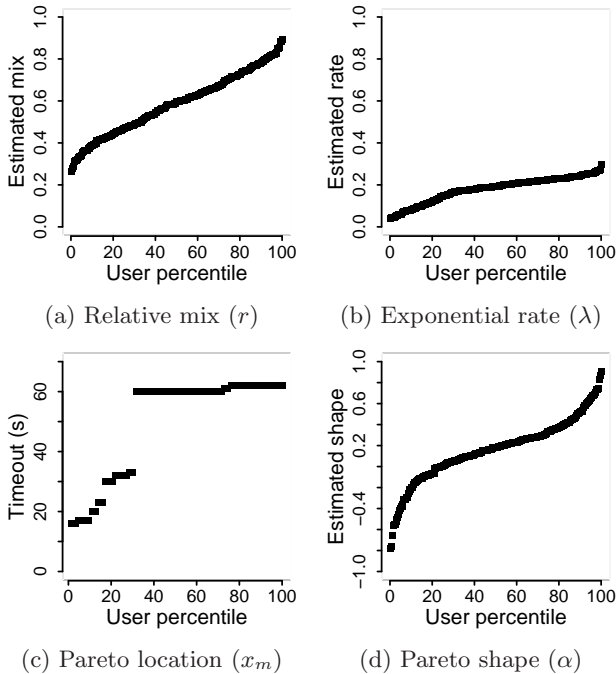 Estimated mix
0.0 0.2 0.4 0.6 0.8 1.0
0 20 40 60 80 100
User percentile
(a) Relative mix (r)
Estimated rate
0.0 0.2 0.4 0.6 0.8 1.0
0 20 40 60 80 100
User percentile
(b) Exponential rate (λ)
Timeout (s)
0 20 40 60
0 20 40 60 80 100
User percentile
(c) Pareto location (xₘ)
Estimated shape
−1.0 −0.4 0.2 0.6 1.0
0 20 40 60 80 100
User percentile
(d) Pareto shape (α)